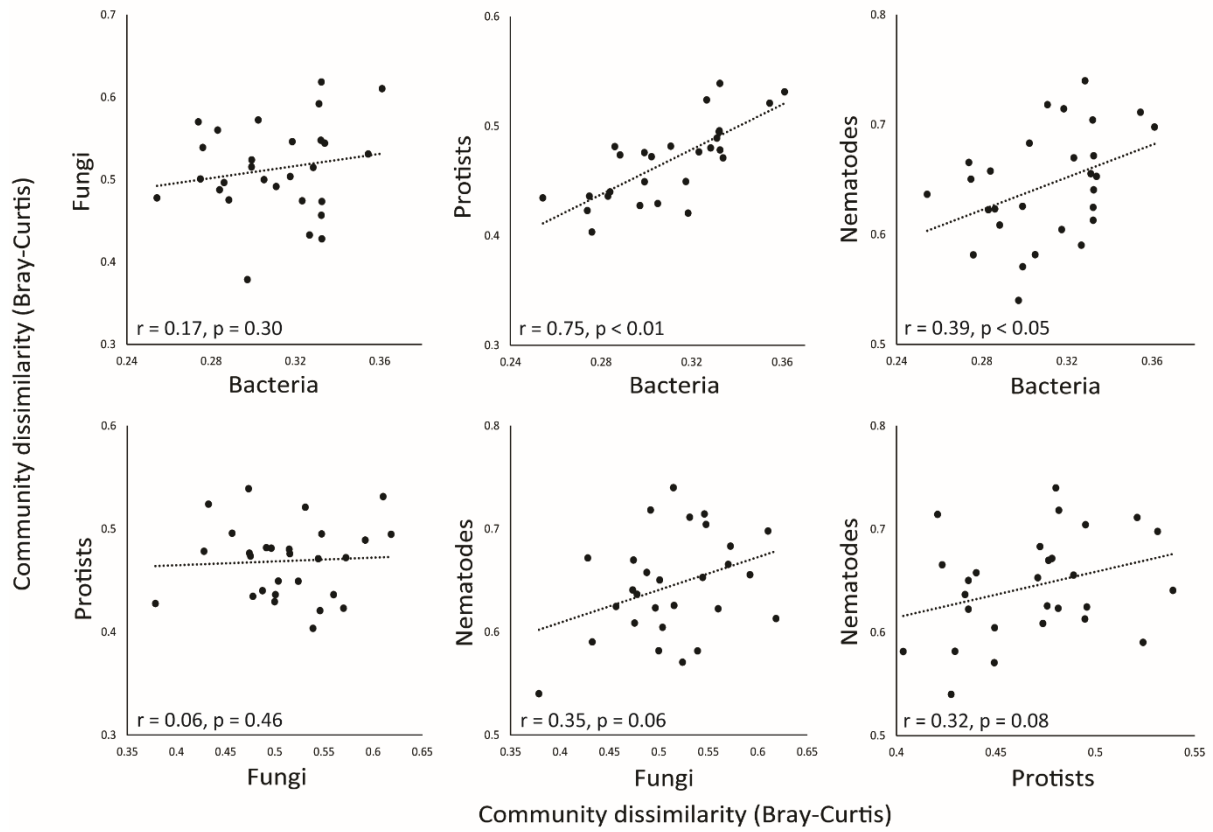 Community dissimilarity (Bray-Curtis)
0.7
0.6
0.5
0.4
0.3
Fungi
r = 0.17, p = 0.30
0.24 0.28 0.32 0.36
Bacteria
0.6
0.5
0.4
0.3
Protists
r = 0.75, p < 0.01
0.24 0.28 0.32 0.36
Bacteria
0.8
0.7
0.6
0.5
Nematodes
r = 0.39, p < 0.05
0.24 0.28 0.32 0.36
Bacteria
0.6
0.5
0.4
0.3
Protists
r = 0.06, p = 0.46
0.35 0.4 0.45 0.5 0.55 0.6 0.65
Fungi
0.8
0.7
0.6
0.5
Nematodes
r = 0.35, p = 0.06
0.35 0.4 0.45 0.5 0.55 0.6 0.65
Fungi
0.8
0.7
0.6
0.5
Nematodes
r = 0.32, p = 0.08
0.4 0.45 0.5 0.55
Protists
Community dissimilarity (Bray-Curtis)